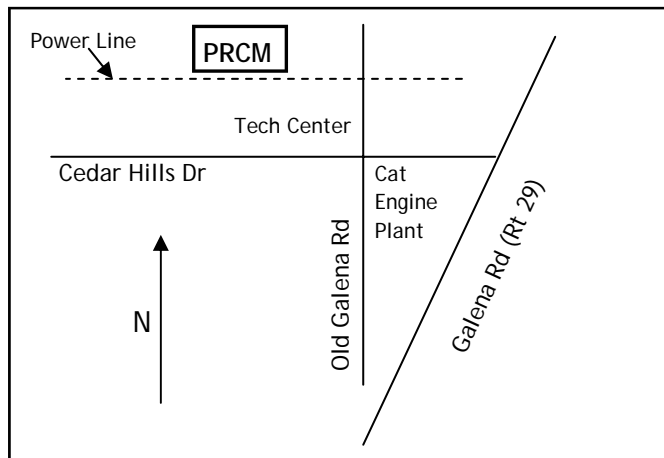 Power Line
PRCM
Tech Center
Cedar Hills Dr
Cat
Engine
Plant
Old Galena Rd
Galena Rd (Rt 29)
N